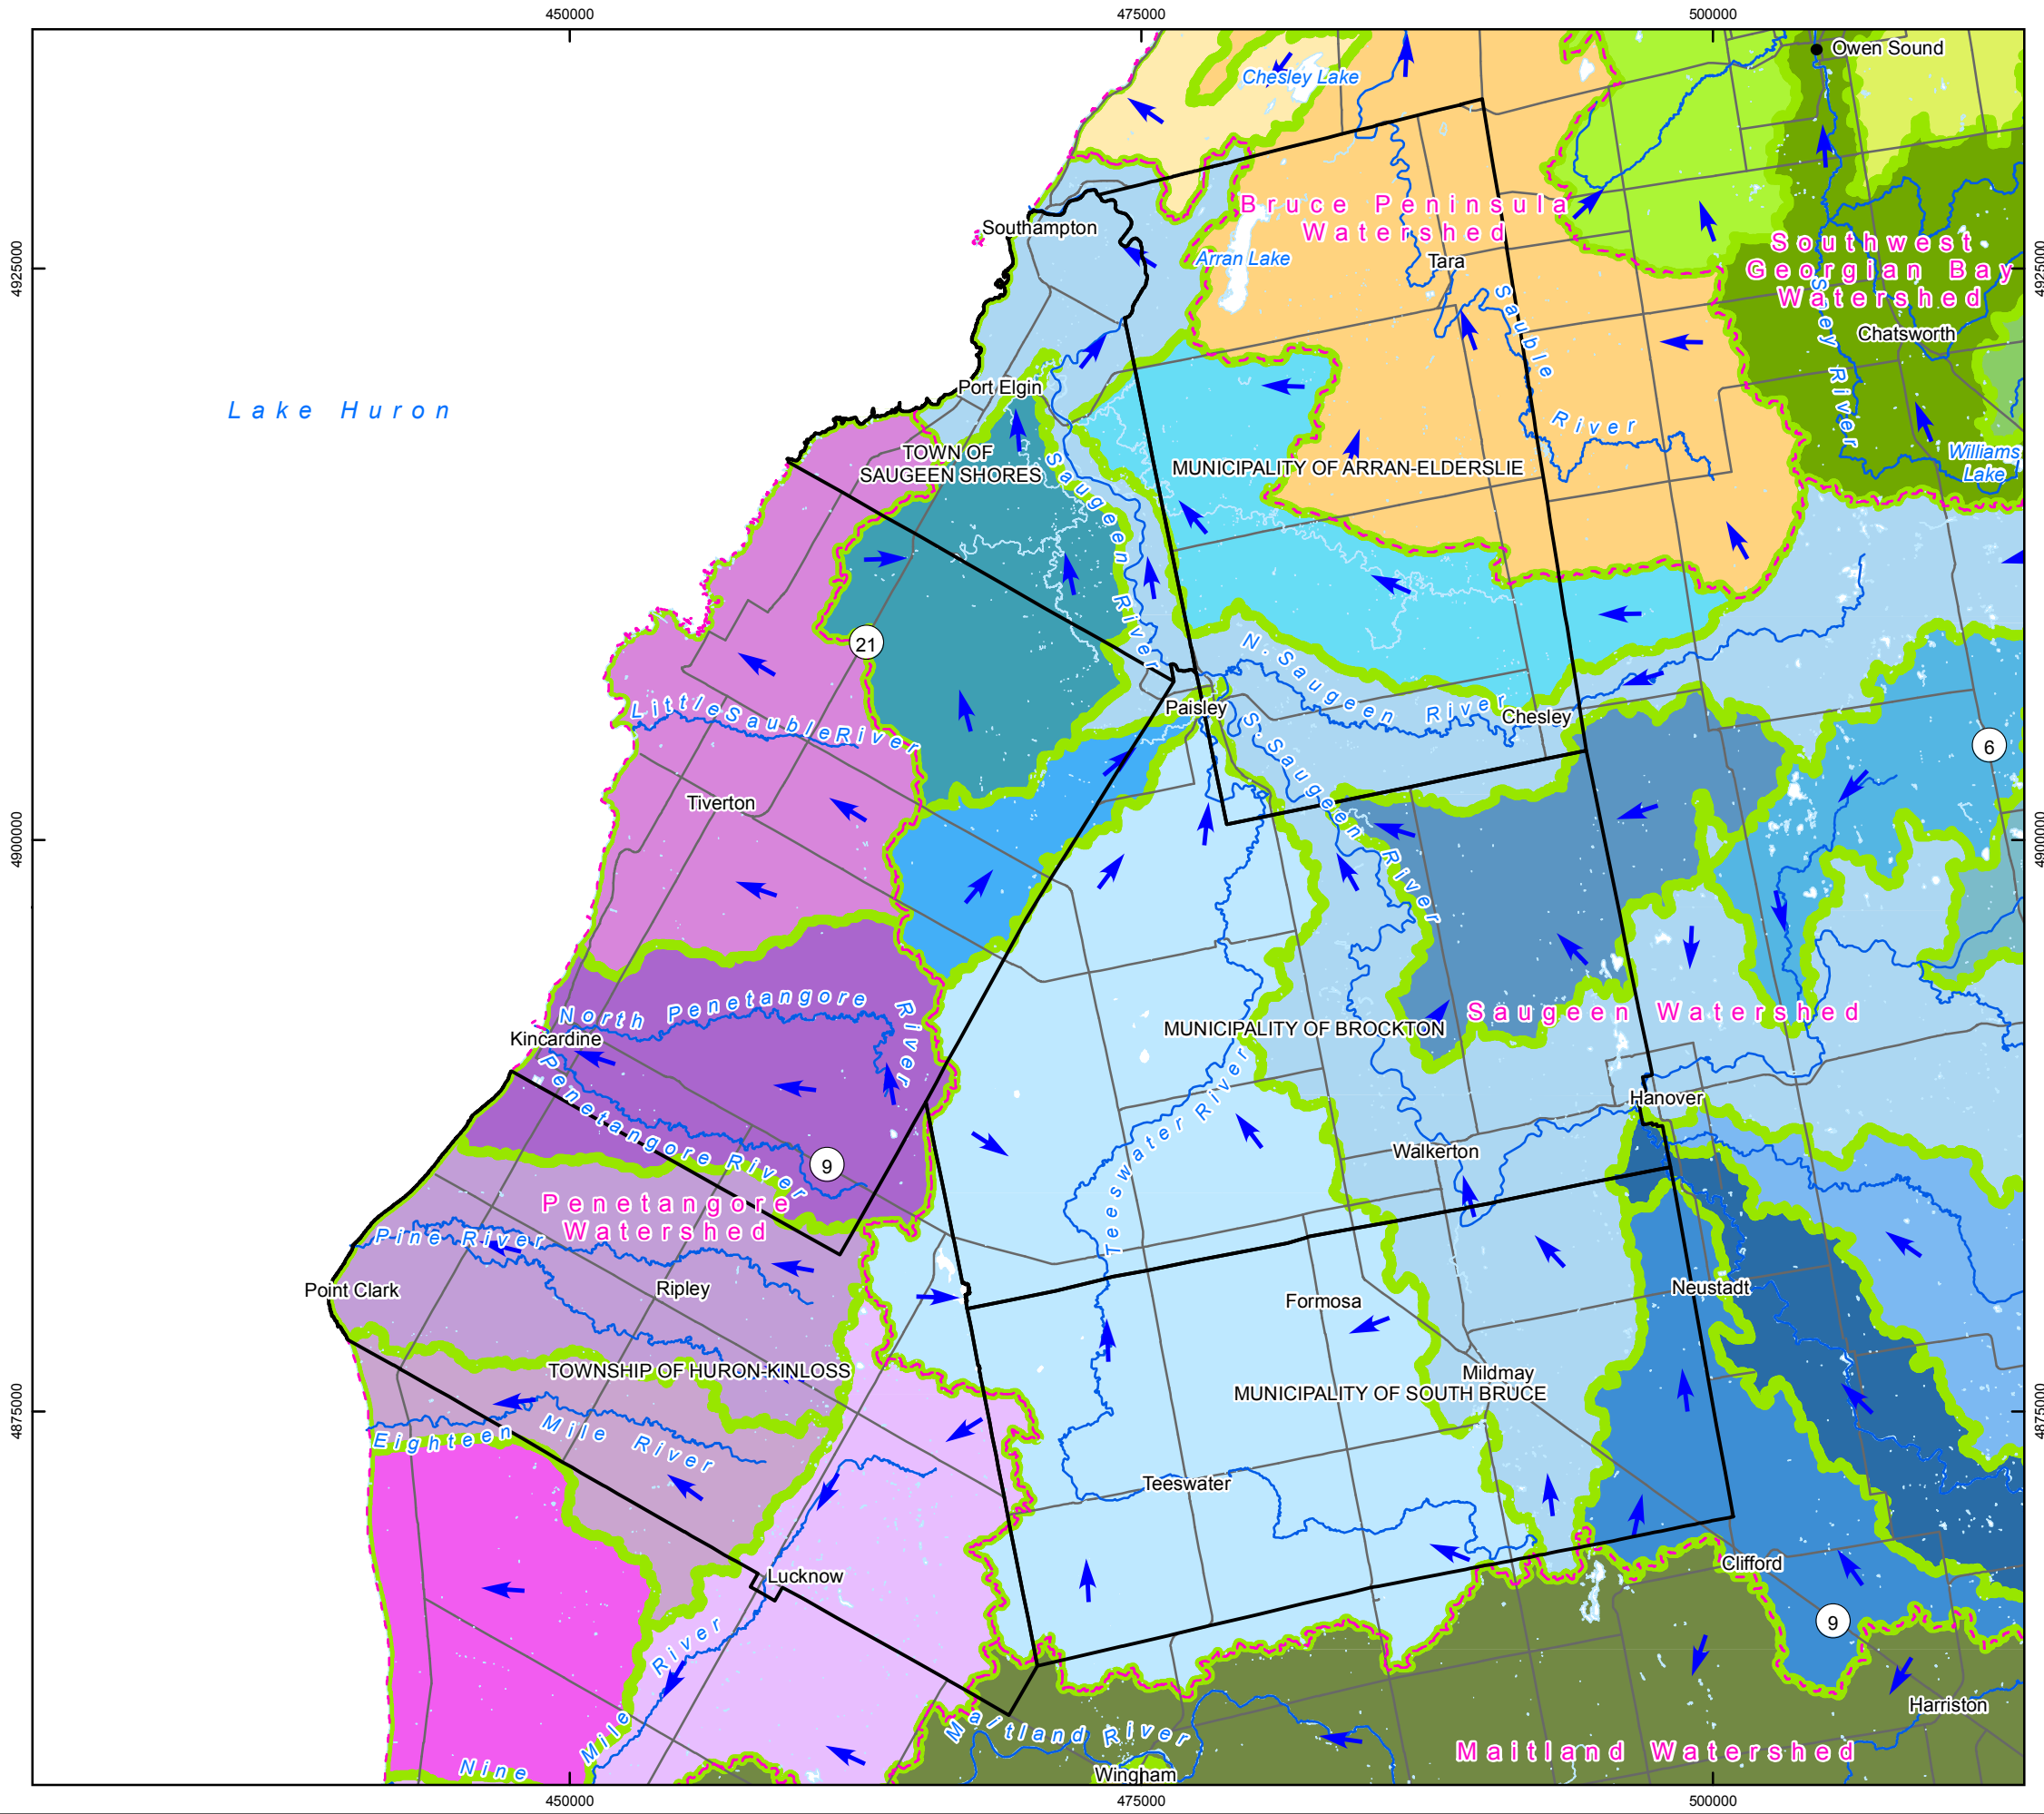 450000
475000
500000
Owen Sound
Chesley Lake
Bruce Peninsula
Watershed
Southampton
4925000
4925000
Arran Lake
Tara
Southwest
Georgian Bay
Watershed
Sauble
River
Sydney River
Chatsworth
Port Elgin
Lake Huron
TOWN OF
SAUGEEN SHORES
MUNICIPALITY OF ARRAN-ELDERSLIE
Williams
Lake
Saugeen River
21
N. Saugeen River
Little Sauble River
Paisley
Chesley
S. Saugeen River
6
Tiverton
4900000
4900000
North Penetangore River
Saugeen Watershed
MUNICIPALITY OF BROCKTON
Kincardine
Penetangore River
Teeswater River
Hanover
Walkerton
9
Penetangore
Watershed
Pine River
Point Clark
Ripley
Formosa
Neustadt
TOWNSHIP OF HURON-KINLOSS
Mildmay
MUNICIPALITY OF SOUTH BRUCE
4875000
4875000
Eighteen Mile River
Teeswater
Lucknow
Clifford
9
Nine Mile River
Harriston
Maitland River
Maitland Watershed
Wingham
450000
475000
500000